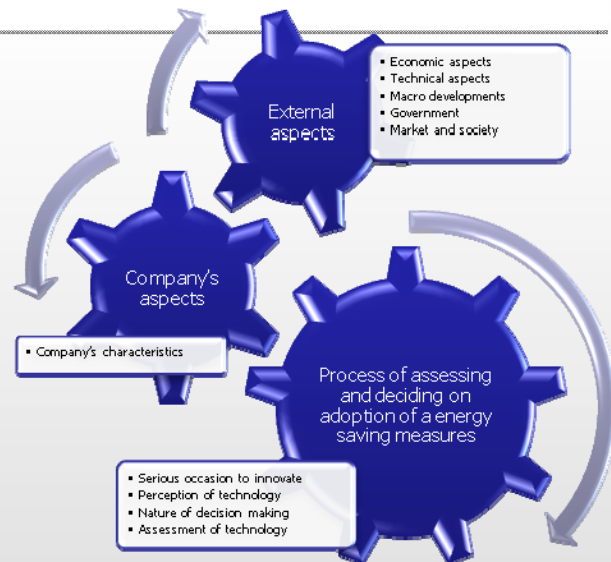 External
aspects
▪ Economic aspects
▪ Technical aspects
▪ Macro developments
▪ Government
▪ Market and society
Company's
aspects
▪ Company's characteristics
Process of assessing
and deciding on
adoption of a energy
saving measures
▪ Serious occasion to innovate
▪ Perception of technology
▪ Nature of decision making
▪ Assessment of technology